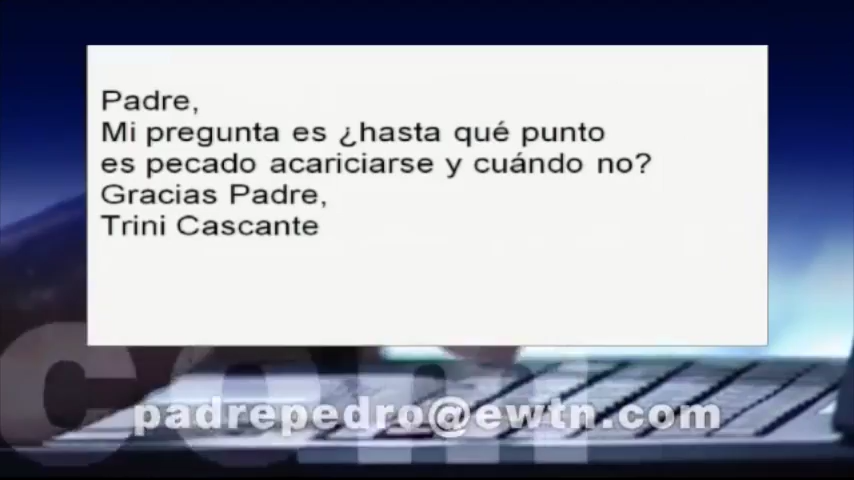 Padre,
Mi pregunta es ¿hasta qué punto
es pecado acariciarse y cuándo no?
Gracias Padre,
Trini Cascante
com
padrepedro@ewtn.com